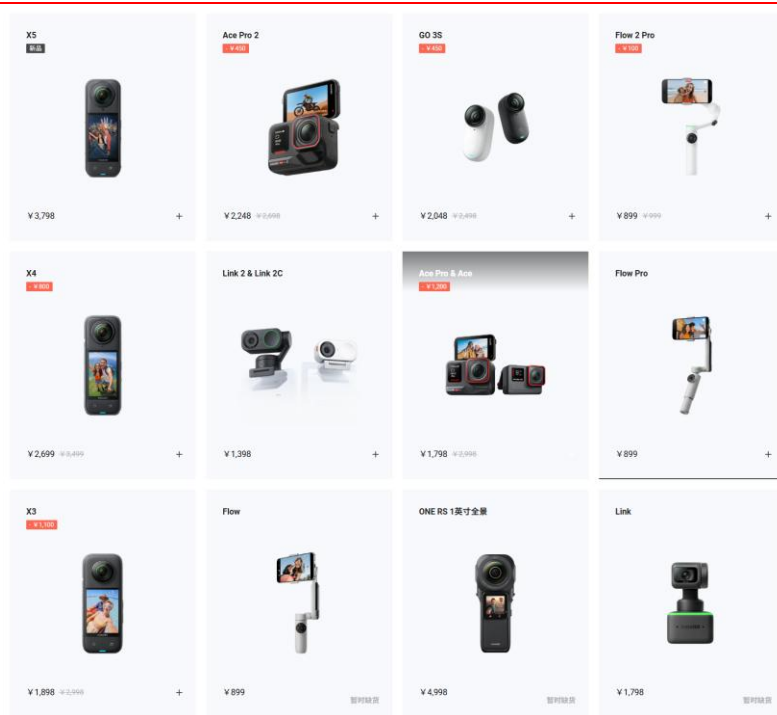 X5
新品
¥3,798
+
Ace Pro 2
- ¥450
¥2,248 ¥2,698
+
GO 3S
- ¥450
¥2,048 ¥2,498
+
Flow 2 Pro
- ¥100
¥899 ¥999
+
X4
- ¥800
¥2,699 ¥3,499
+
Link 2 & Link 2C
¥1,398
+
Ace Pro & Ace
- ¥1,200
¥1,798 ¥2,998
Flow Pro
¥899
+
X3
- ¥1,100
¥1,898 ¥2,998
+
Flow
¥899
暂时缺货
ONE RS 1英寸全景
¥4,998
暂时缺货
Link
¥1,798
暂时缺货